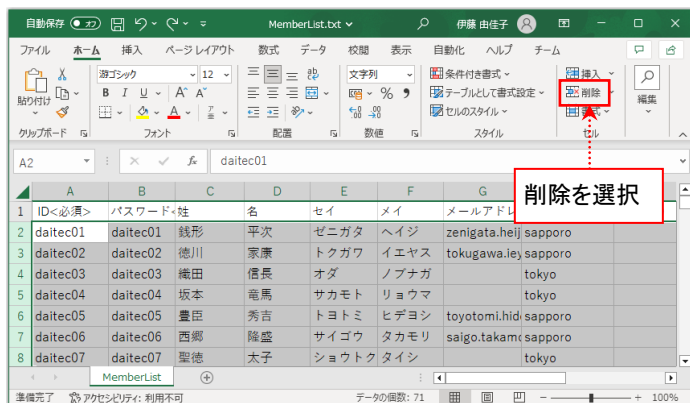 自動保存 オフ MemberList.txt 伊藤 由佳子
ファイル ホーム 挿入 ページ レイアウト 数式 データ 校閲 表示 自動化 ヘルプ チーム
貼り付け 游ゴシック 12 文字列 条件付き書式 挿入 編集
B I U A A % 9 テーブルとして書式設定 削除
A セルのスタイル 書式
クリップボード フォント 配置 数値 スタイル セル
A2 fx daitec01
削除を選択
A B C D E F G
1 ID<必須> パスワード< 姓 名 セイ メイ メールアドレ
2 daitec01 daitec01 銭形 平次 ゼニガタ ヘイジ zenigata.heij sapporo
3 daitec02 daitec02 徳川 家康 トクガワ イエヤス tokugawa.iey sapporo
4 daitec03 daitec03 織田 信長 オダ ノブナガ tokyo
5 daitec04 daitec04 坂本 竜馬 サカモト リョウマ tokyo
6 daitec05 daitec05 豊臣 秀吉 トヨトミ ヒデヨシ toyotomi.hid sapporo
7 daitec06 daitec06 西郷 隆盛 サイゴウ タカモリ saigo.takamo sapporo
8 daitec07 daitec07 聖徳 太子 ショウトク タイシ tokyo
MemberList
準備完了 アクセシビリティ: 利用不可 データの個数: 71 100%